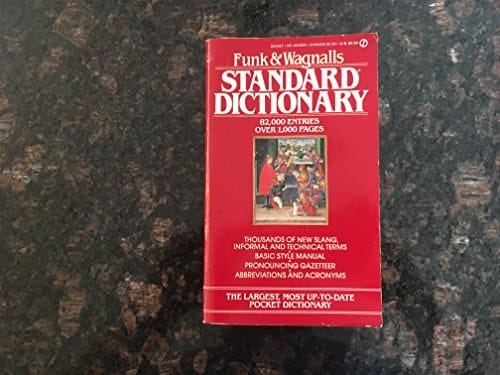 Funk & Wagnalls
STANDARD
DICTIONARY
82,000 ENTRIES
OVER 1,000 PAGES
THOUSANDS OF NEW SLANG,
INFORMAL AND TECHNICAL TERMS
BASIC STYLE MANUAL
PRONOUNCING GAZETTEER
ABBREVIATIONS AND ACRONYMS
THE LARGEST, MOST UP-TO-DATE
POCKET DICTIONARY